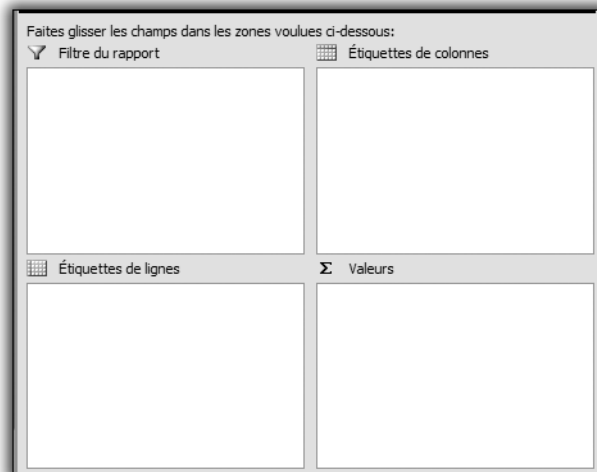 Faites glisser les champs dans les zones voulues ci-dessous:
Filtre du rapport
Étiquettes de colonnes
Étiquettes de lignes
Σ Valeurs